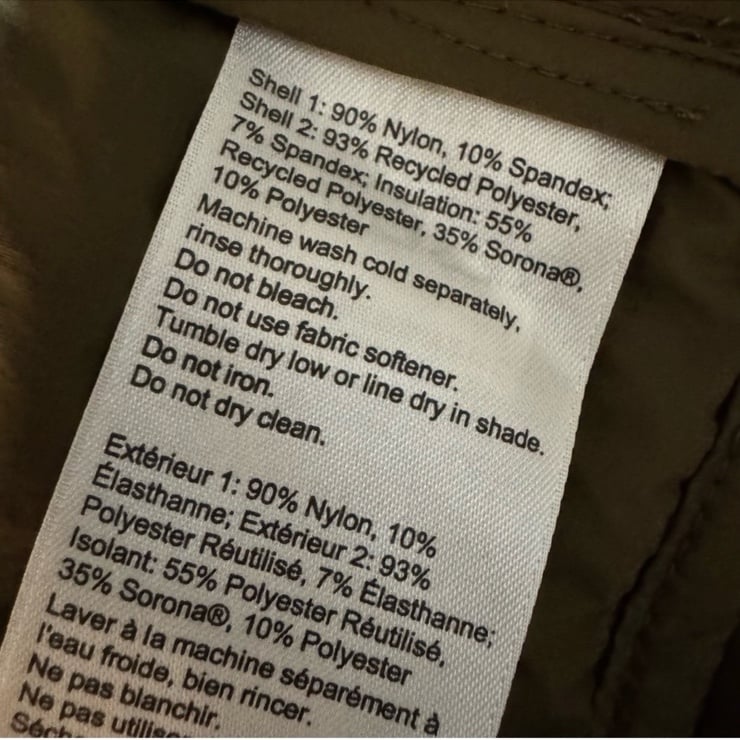 Shell 1: 90% Nylon, 10% Spandex;
Shell 2: 93% Recycled Polyester,
7% Spandex; Insulation: 55%
Recycled Polyester, 35% Sorona®,
10% Polyester
Machine wash cold separately,
rinse thoroughly.
Do not bleach.
Do not use fabric softener.
Tumble dry low or line dry in shade.
Do not iron.
Do not dry clean.
Extérieur 1: 90% Nylon, 10%
Élasthanne; Extérieur 2: 93%
Polyester Réutilisé, 7% Élasthanne;
Isolant: 55% Polyester Réutilisé,
35% Sorona®, 10% Polyester
Laver à la machine séparément à
l'eau froide, bien rincer.
Ne pas blanchir.
Ne pas